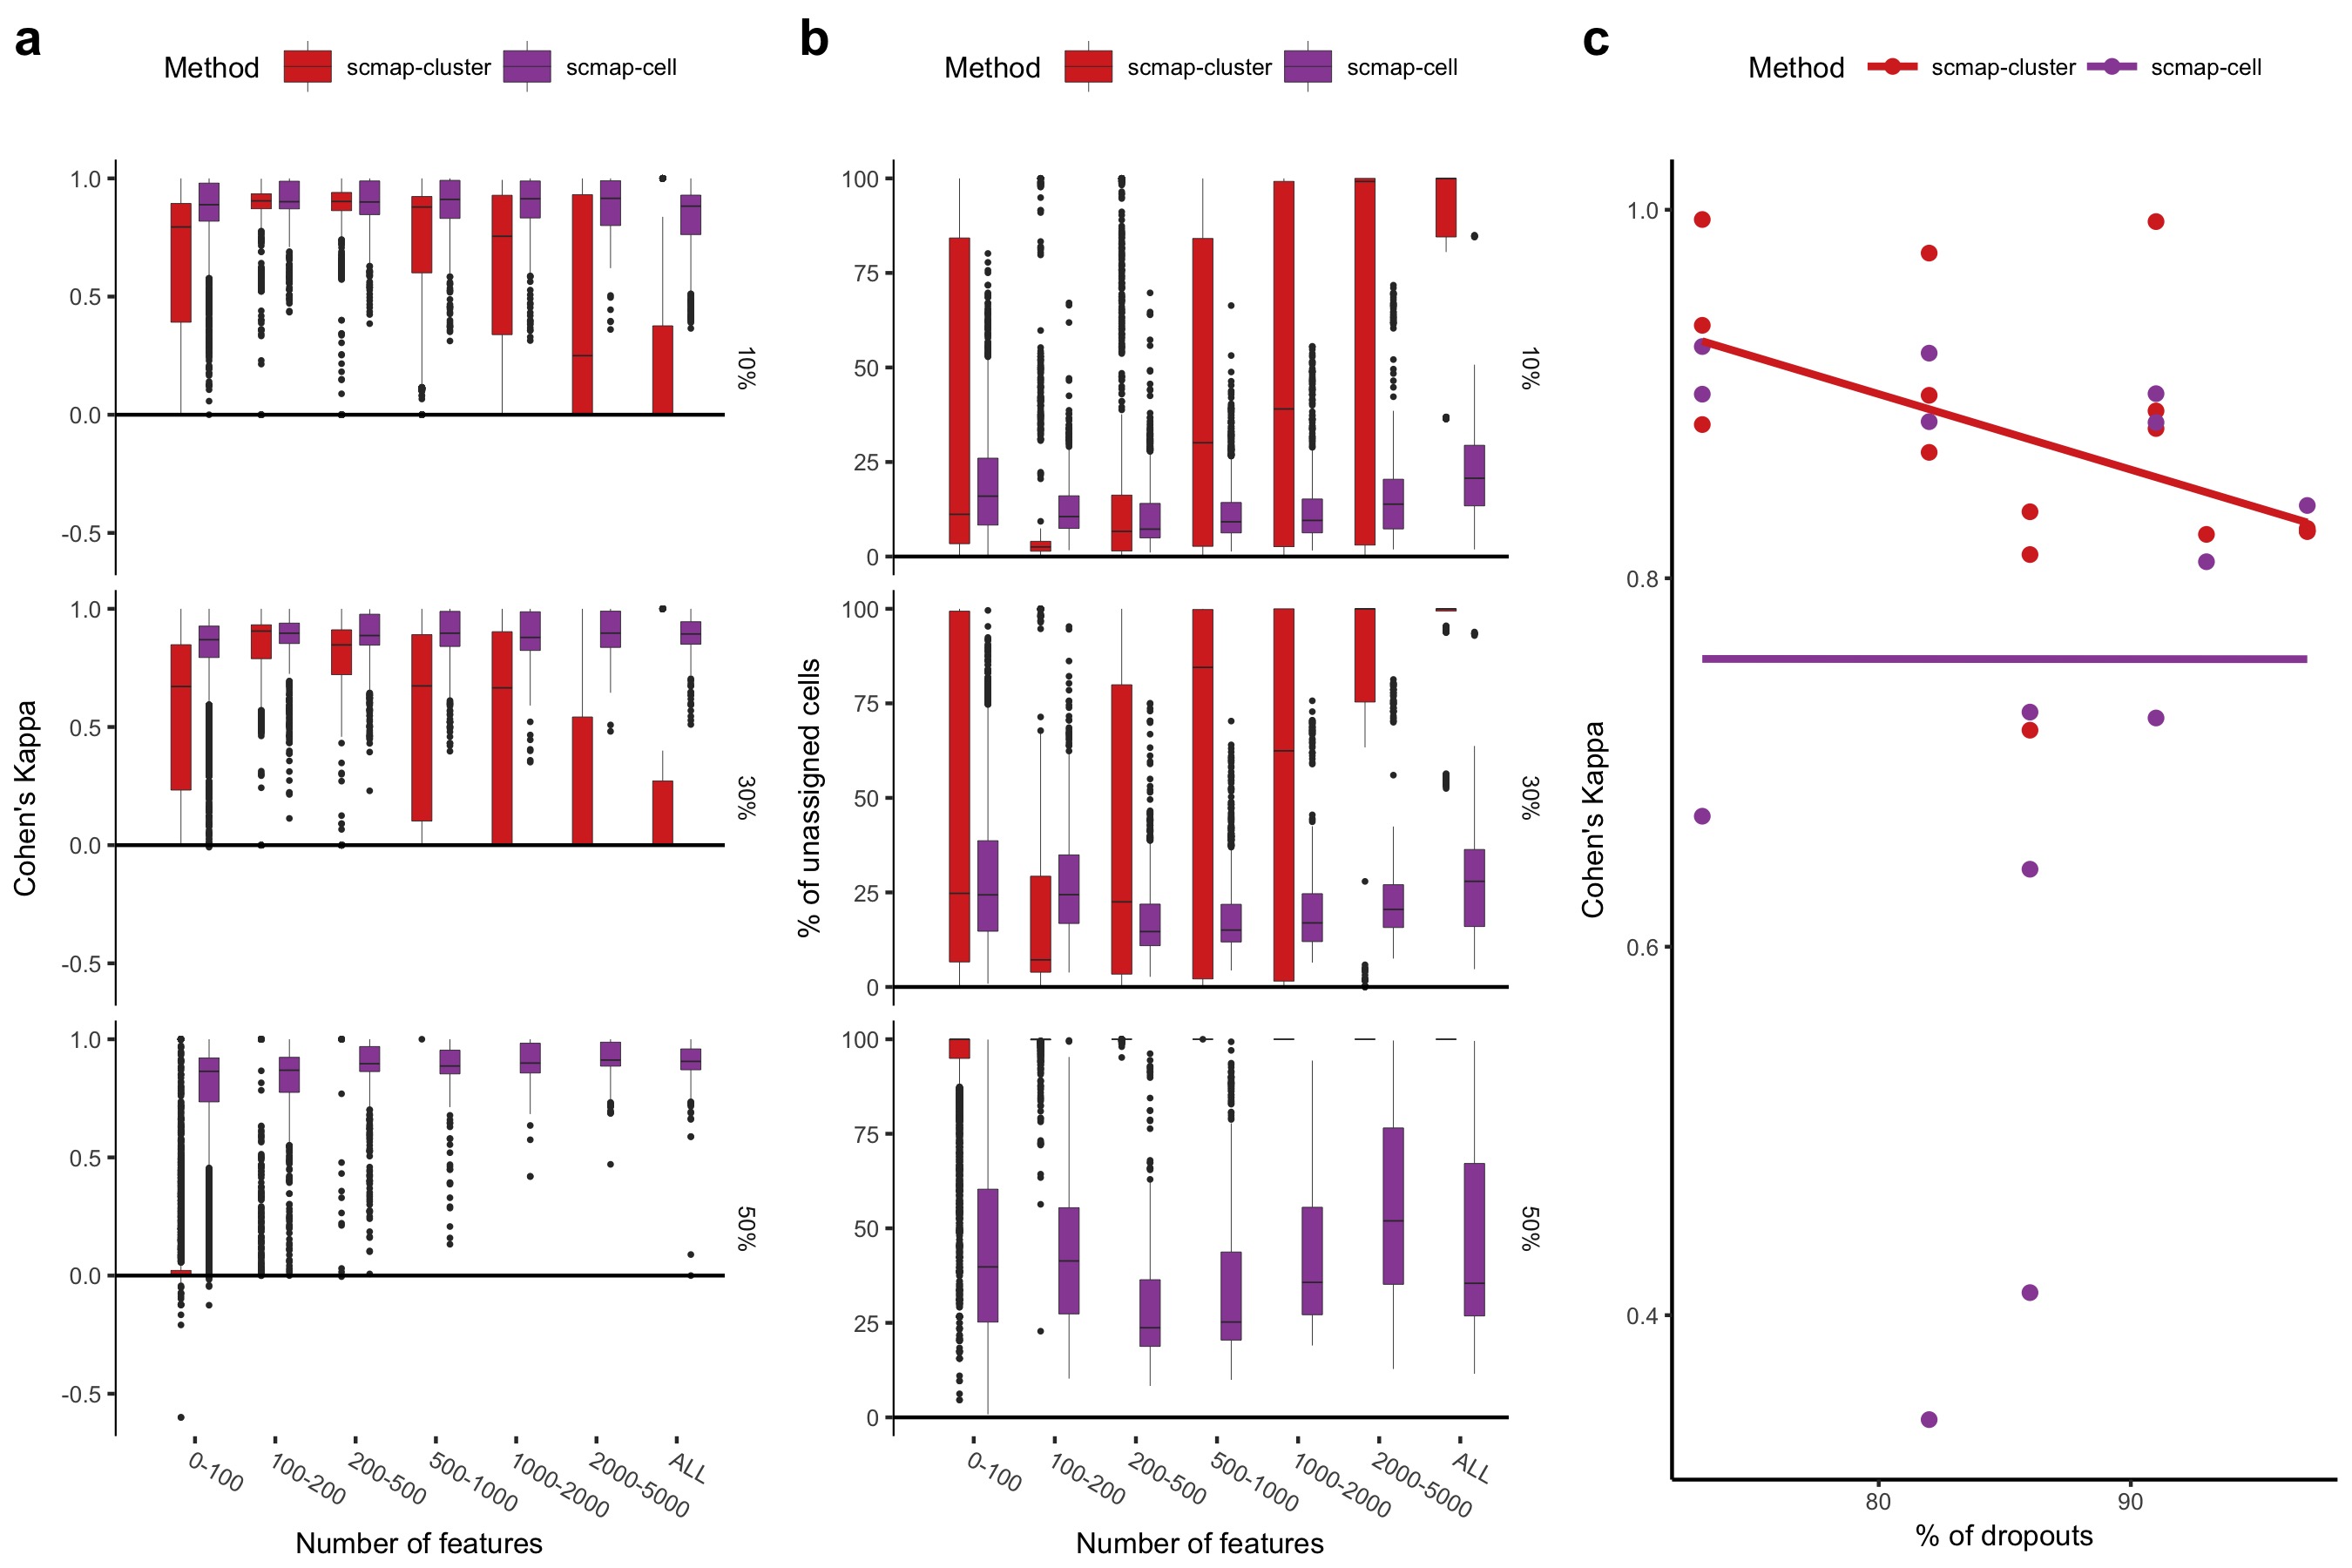 a
Method scmap-cluster scmap-cell
Cohen's Kappa
1.0
0.5
0.0
-0.5
10%
1.0
0.5
0.0
-0.5
30%
1.0
0.5
0.0
-0.5
50%
0-100 100-200 200-500 500-1000 1000-2000 2000-5000 ALL
Number of features
b
Method scmap-cluster scmap-cell
% of unassigned cells
100
75
50
25
0
10%
100
75
50
25
0
30%
100
75
50
25
0
50%
0-100 100-200 200-500 500-1000 1000-2000 2000-5000 ALL
Number of features
c
Method scmap-cluster scmap-cell
Cohen's Kappa
1.0
0.8
0.6
0.4
80 90
% of dropouts